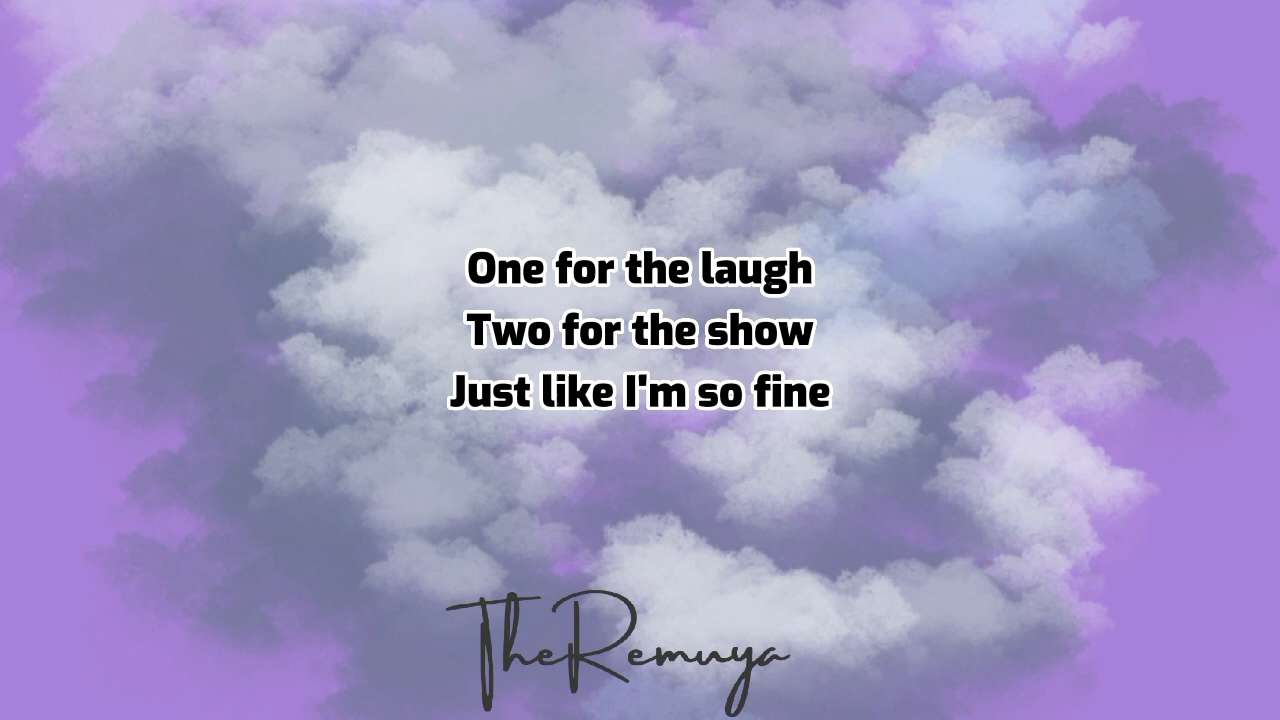 One for the laugh
Two for the show
Just like I'm so fine
TheRemuya